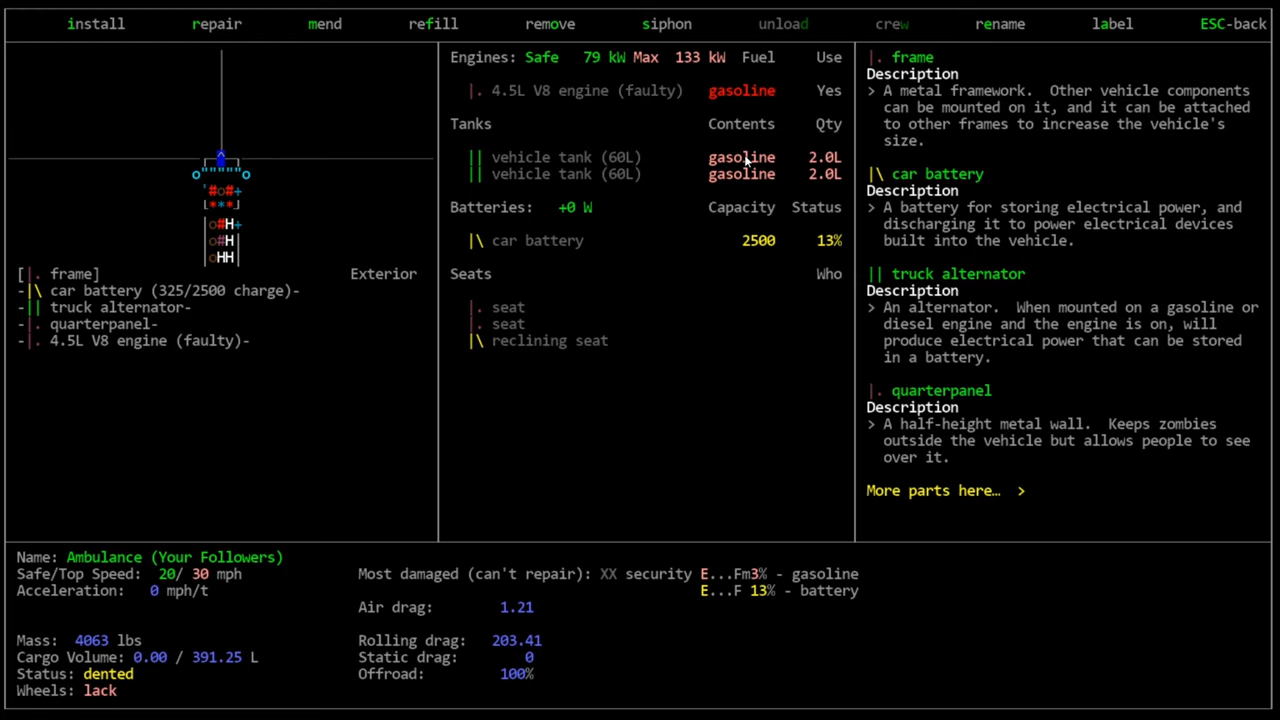 install repair mend refill remove siphon unload crew rename label ESC-back
Engines: Safe 79 kW Max 133 kW Fuel Use
|. 4.5L V8 engine (faulty) gasoline Yes
Tanks Contents Qty
|| vehicle tank (60L) gasoline 2.0L
|| vehicle tank (60L) gasoline 2.0L
Batteries: +0 W Capacity Status
|\ car battery 2500 13%
Seats Who
|. seat
|. seat
|\ reclining seat
o"""""o
'#o#+
***
o#H+
o#H
oHH
[|. frame] Exterior
-|\ car battery (325/2500 charge)-
-|| truck alternator-
-|. quarterpanel-
-|. 4.5L V8 engine (faulty)-
|. frame
Description
> A metal framework. Other vehicle components
can be mounted on it, and it can be attached
to other frames to increase the vehicle's
size.
|\ car battery
Description
> A battery for storing electrical power, and
discharging it to power electrical devices
built into the vehicle.
|| truck alternator
Description
> An alternator. When mounted on a gasoline or
diesel engine and the engine is on, will
produce electrical power that can be stored
in a battery.
|. quarterpanel
Description
> A half-height metal wall. Keeps zombies
outside the vehicle but allows people to see
over it.
More parts here… >
Name: Ambulance (Your Followers)
Safe/Top Speed: 20/ 30 mph
Acceleration: 0 mph/t
Mass: 4063 lbs
Cargo Volume: 0.00 / 391.25 L
Status: dented
Wheels: lack
Most damaged (can't repair): XX security
Air drag: 1.21
Rolling drag: 203.41
Static drag: 0
Offroad: 100%
E...Fm3% - gasoline
E...F 13% - battery